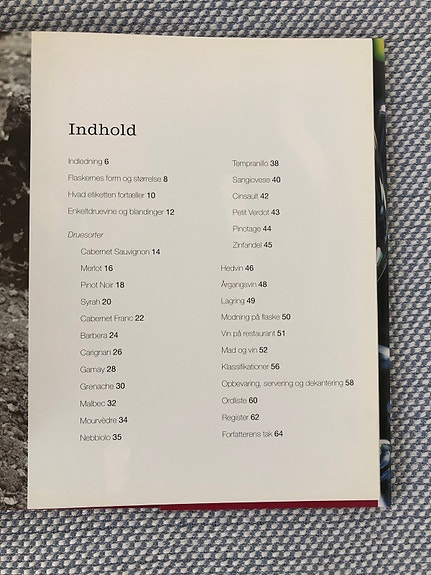 Indhold
Indledning 6
Flaskernes form og størrelse 8
Hvad etiketten fortæller 10
Enkeltdruevine og blandinger 12
Druesorter
Cabernet Sauvignon 14
Merlot 16
Pinot Noir 18
Syrah 20
Cabernet Franc 22
Barbera 24
Carignan 26
Gamay 28
Grenache 30
Malbec 32
Mourvèdre 34
Nebbiolo 35
Tempranillo 38
Sangiovese 40
Cinsault 42
Petit Verdot 43
Pinotage 44
Zinfandel 45
Hedvin 46
Årgangsvin 48
Lagring 49
Modning på flaske 50
Vin på restaurant 51
Mad og vin 52
Klassifikationer 56
Opbevaring, servering og dekantering 58
Ordliste 60
Register 62
Forfatterens tak 64